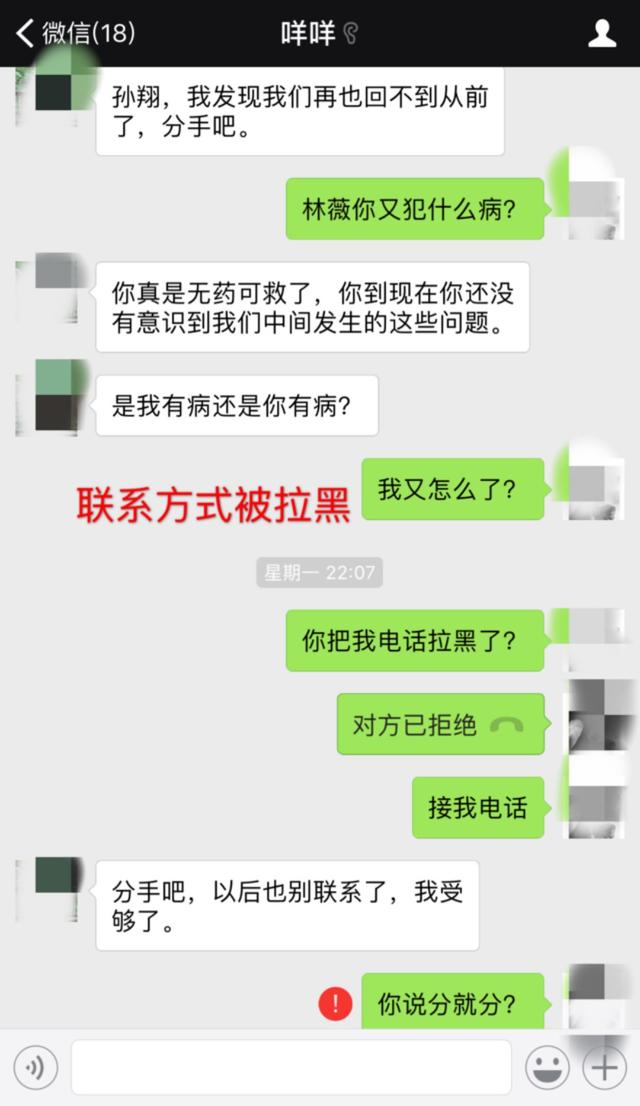 微信(18)
咩咩
孙翔，我发现我们再也回不到从前
了，分手吧。
林薇你又犯什么病？
你真是无药可救了，你到现在你还没
有意识到我们中间发生的这些问题。
是我有病还是你有病？
我又怎么了？
联系方式被拉黑
星期一 22:07
你把我电话拉黑了？
对方已拒绝
接我电话
分手吧，以后也别联系了，我受
够了。
!
你说分就分？